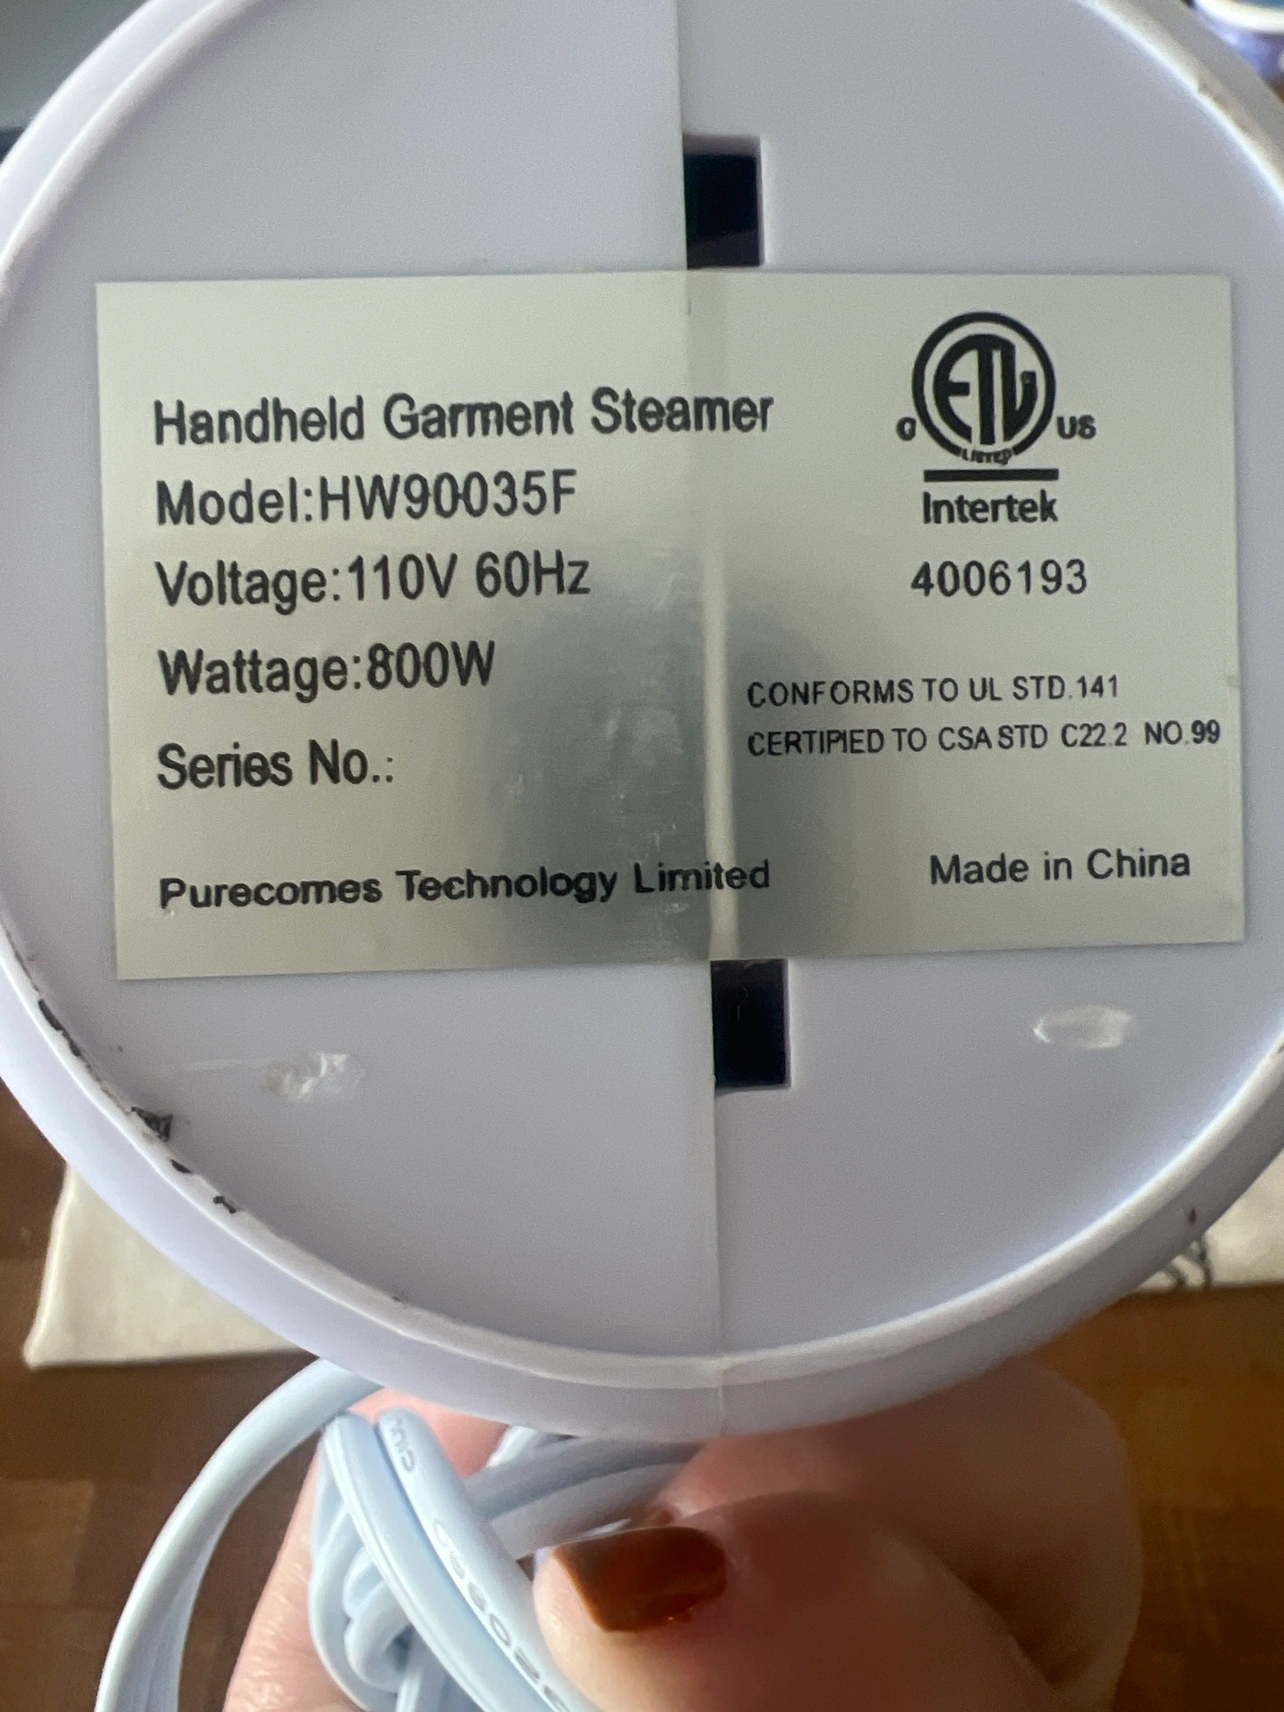 Handheld Garment Steamer
Model:HW90035F
Voltage:110V 60Hz
Wattage:800W
Series No.:
Purecomes Technology Limited
ETL
C US
LISTED
Intertek
4006193
CONFORMS TO UL STD.141
CERTIPIED TO CSA STD C22.2 NO.99
Made in China